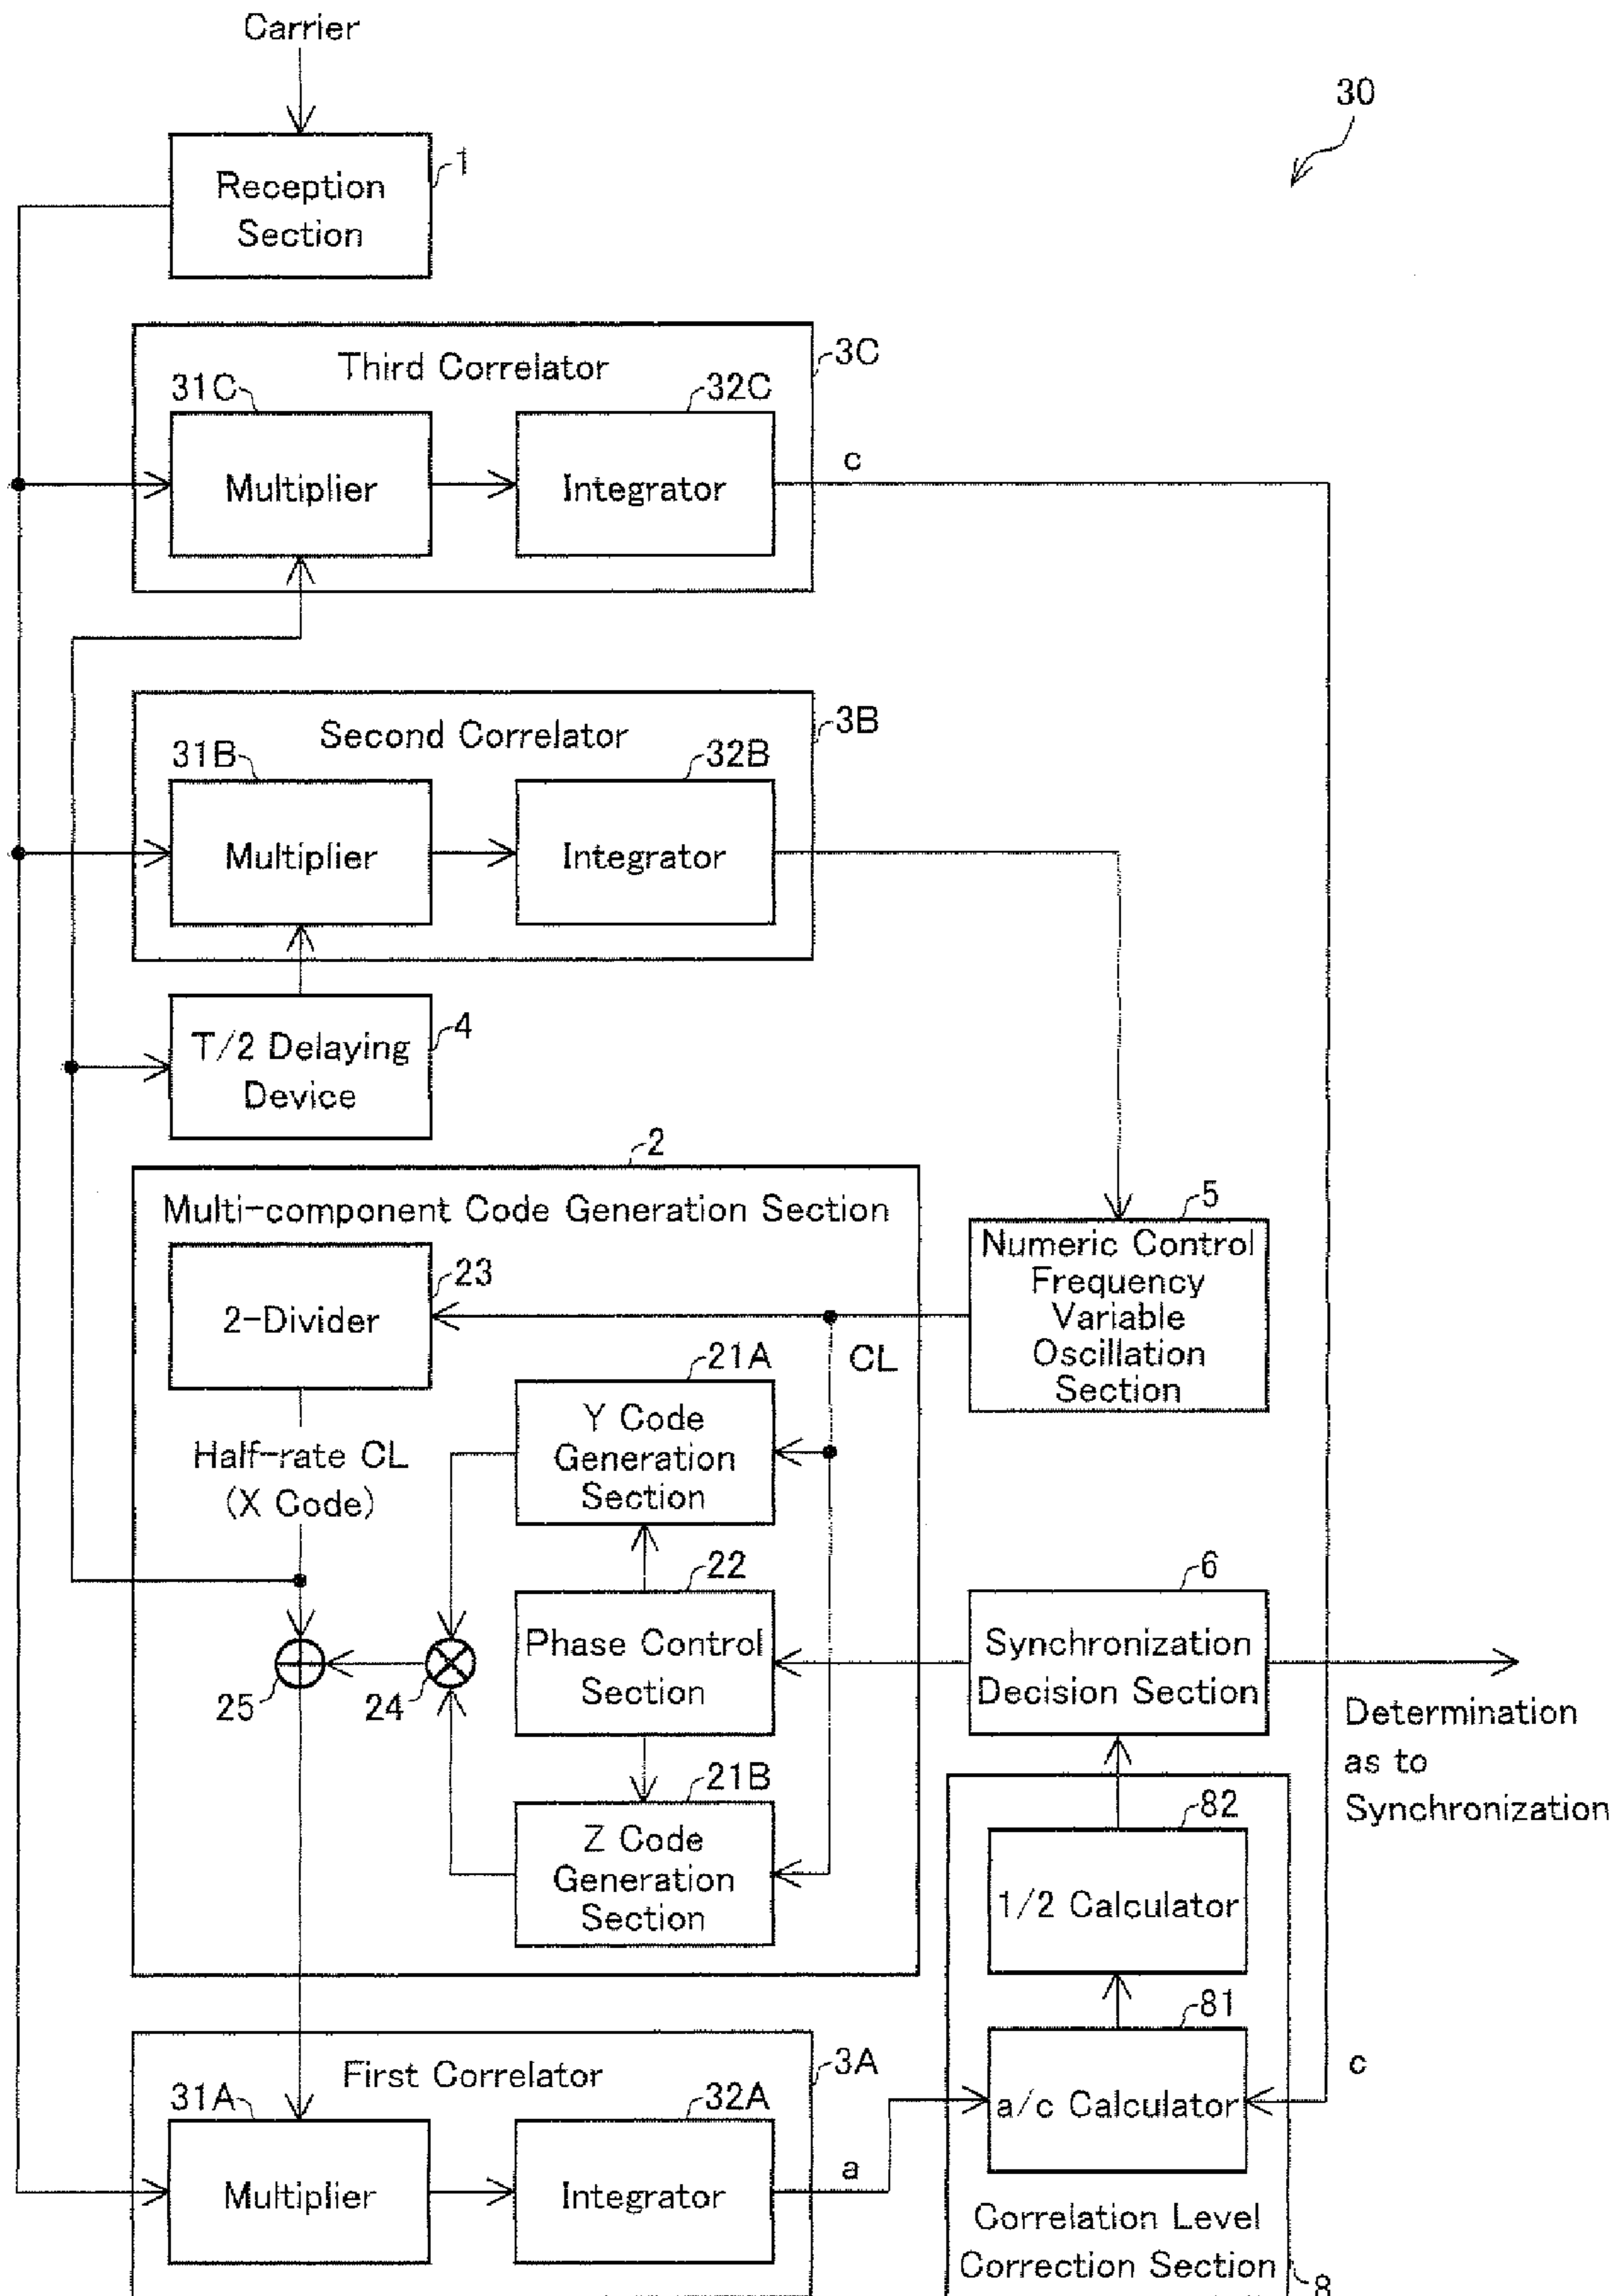 Carrier
30
Reception
Section
1
Third Correlator
3C
31C
32C
Multiplier
Integrator
c
Second Correlator
3B
31B
32B
Multiplier
Integrator
T/2 Delaying
Device
4
2
Multi-component Code Generation Section
5
Numeric Control
Frequency
Variable
Oscillation
Section
23
2-Divider
CL
21A
Y Code
Generation
Section
Half-rate CL
(X Code)
22
6
Phase Control
Section
Synchronization
Decision Section
25
24
Determination
as to
Synchronization
21B
Z Code
Generation
Section
82
1/2 Calculator
81
a/c Calculator
c
First Correlator
3A
31A
32A
Multiplier
Integrator
a
Correlation Level
Correction Section
8